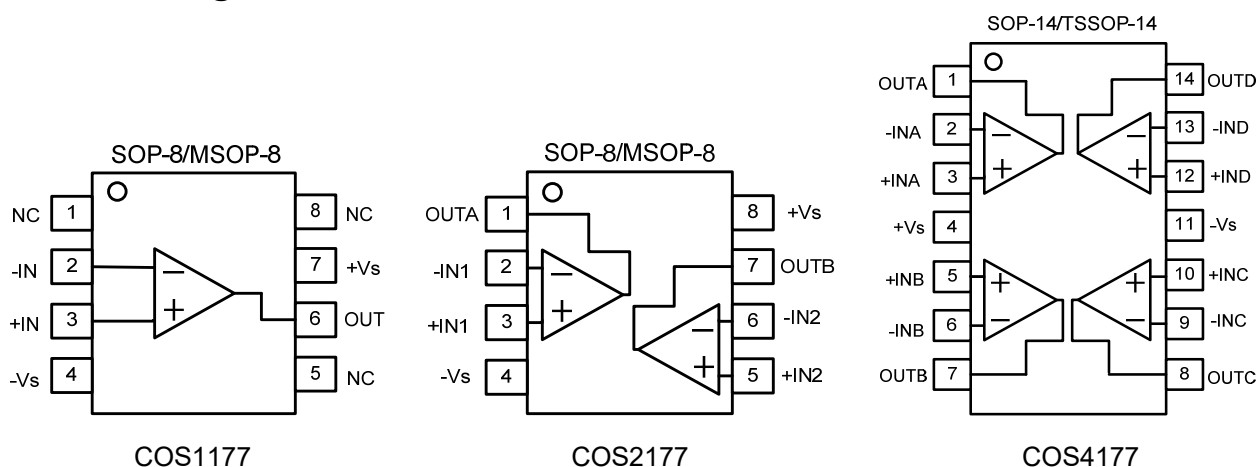 SOP-8/MSOP-8
NC 1
-IN 2
+IN 3
-Vs 4
8 NC
7 +Vs
6 OUT
5 NC
− +
COS1177
SOP-8/MSOP-8
OUTA 1
-IN1 2
+IN1 3
-Vs 4
8 +Vs
7 OUTB
6 -IN2
5 +IN2
− +
− +
COS2177
SOP-14/TSSOP-14
OUTA 1
-INA 2
+INA 3
+Vs 4
+INB 5
-INB 6
OUTB 7
14 OUTD
13 -IND
12 +IND
11 -Vs
10 +INC
9 -INC
8 OUTC
− +
− +
+ −
+ −
COS4177